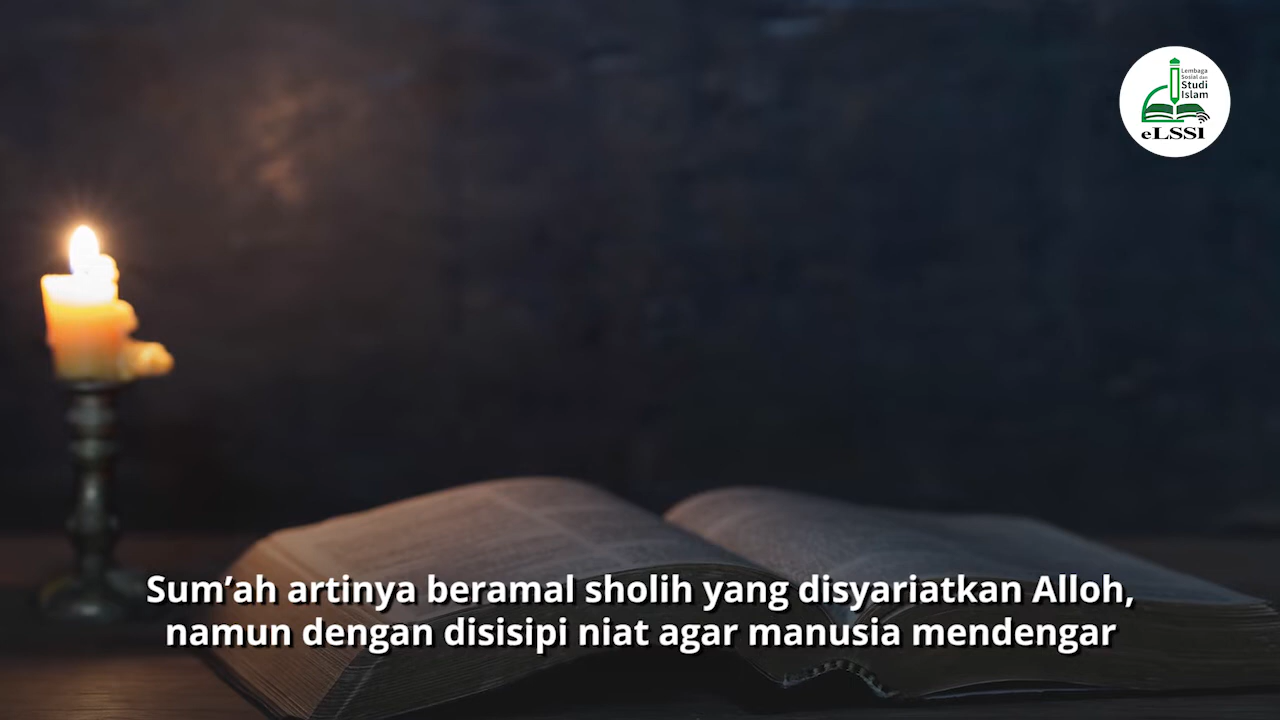 Lembaga
Sosial dan
Studi
Islam
eLSSI
Sum’ah artinya beramal sholih yang disyariatkan Alloh,
namun dengan disisipi niat agar manusia mendengar